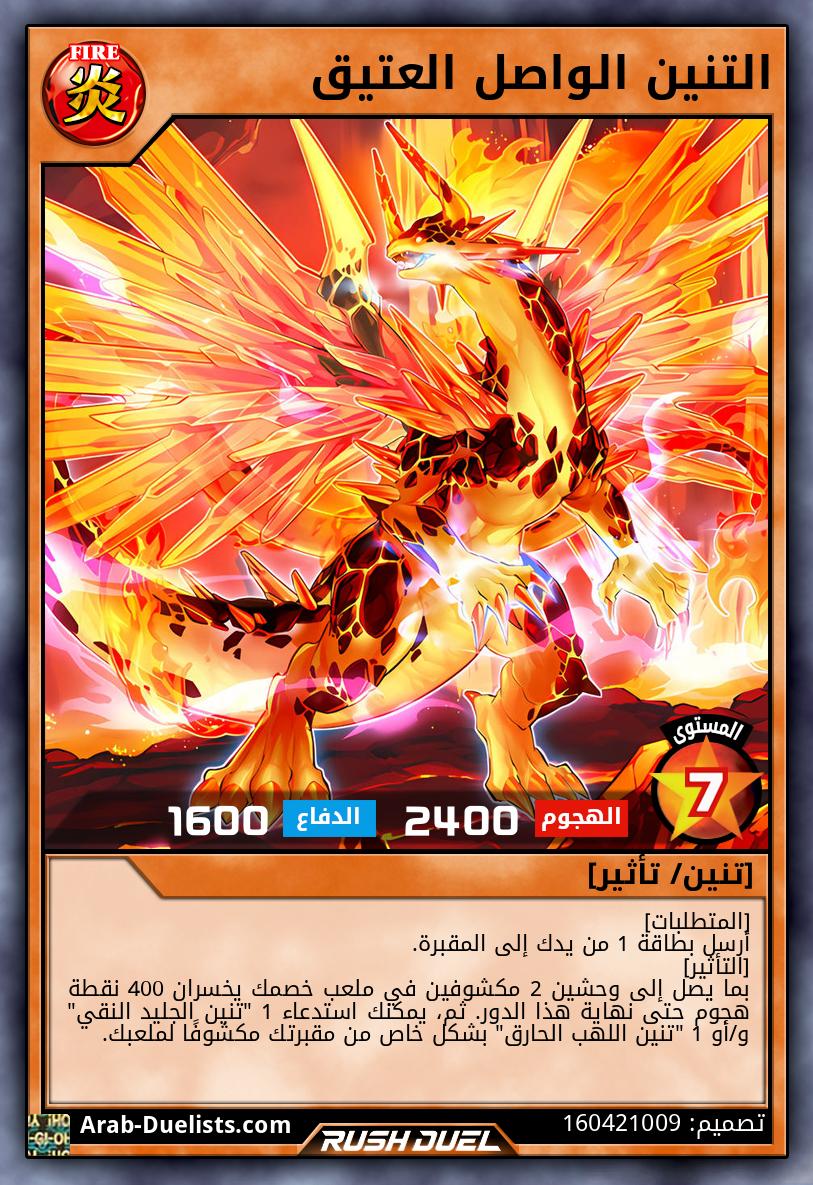 FIRE
炎
التنين الواصل العتيق
المستوى
7
الهجوم 2400 الدفاع 1600
[تنين/ تأثير]
[المتطلبات]
أرسل بطاقة 1 من يدك إلى المقبرة.
[التأثير]
بما يصل إلى وحشين 2 مكشوفين في ملعب خصمك يخسران 400 نقطة
هجوم حتى نهاية هذا الدور. ثم، يمكنك استدعاء 1 "تنين الجليد النقي"
و/أو 1 "تنين اللهب الحارق" بشكل خاص من مقبرتك مكشوفًا لملعبك.
تصميم: 160421009
RUSH DUEL
Arab-Duelists.com